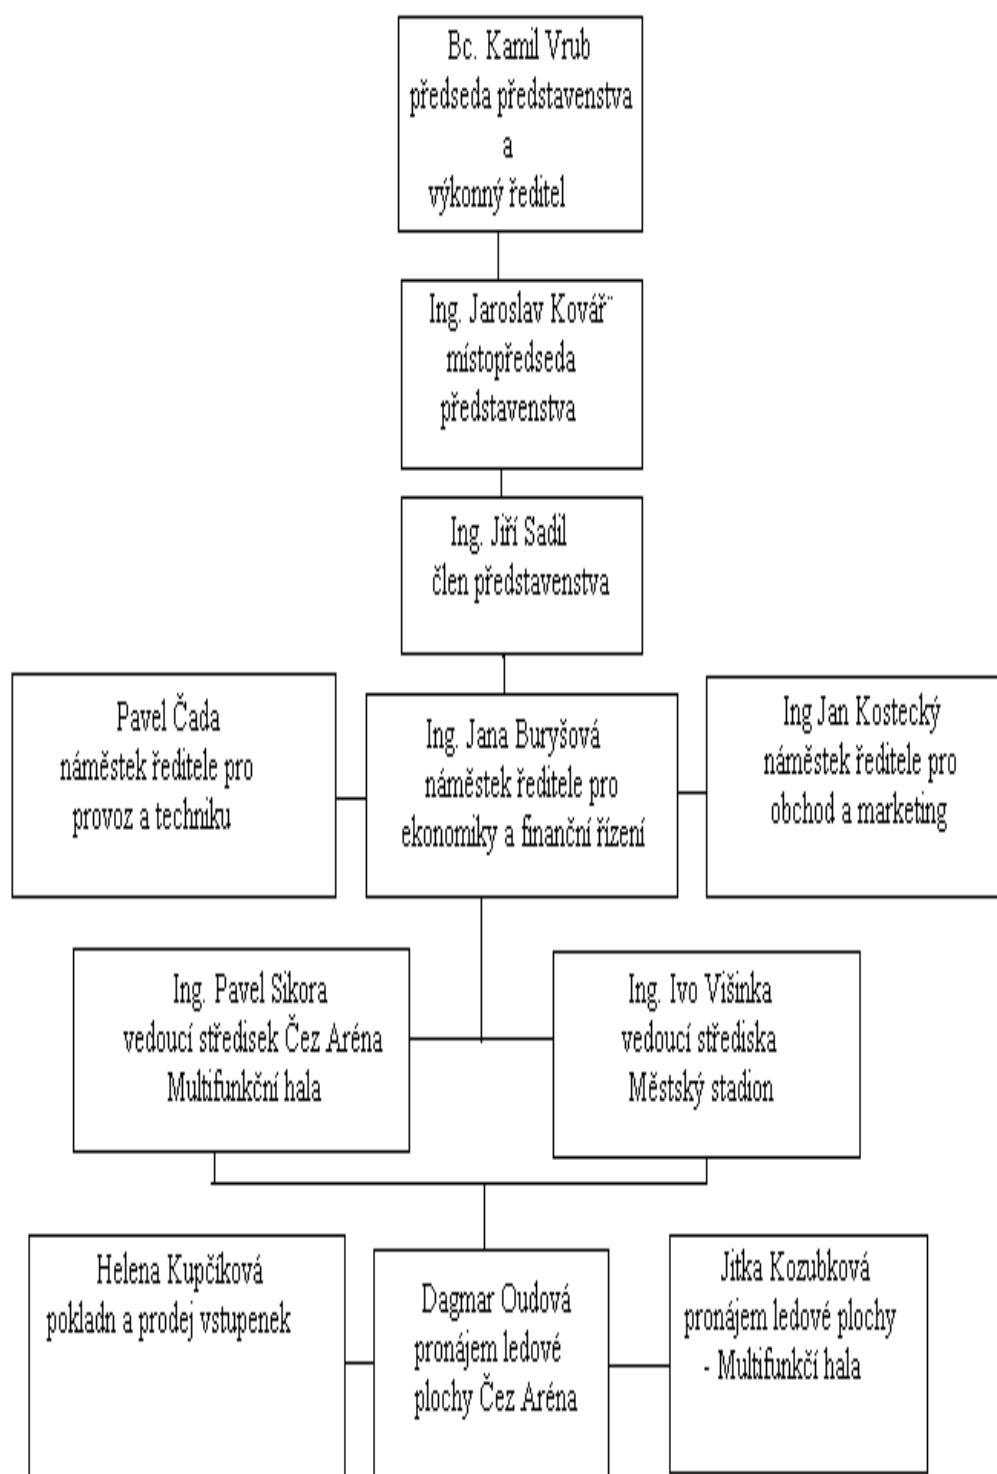 Bc. Kamil Vrub
předseda představenstva
a
výkonný ředitel
Ing. Jaroslav Kovář¨
místopředseda
představenstva
Ing. Jiří Sadil
člen představenstva
Pavel Čada
náměstek ředitele pro
provoz a techniku
Ing. Jana Buryšová
náměstek ředitele pro
ekonomiky a finanční řízení
Ing Jan Kostecký
náměstek ředitele pro
obchod a marketing
Ing. Pavel Sikora
vedoucí středisek Čez Aréna
Multifunkční hala
Ing. Ivo Višinka
vedoucí střediska
Městský stadion
Helena Kupčíková
pokladn a prodej vstupenek
Dagmar Oudová
pronájem ledové
plochy Čez Aréna
Jitka Kozubková
pronájem ledové plochy
- Multifunkčí hala